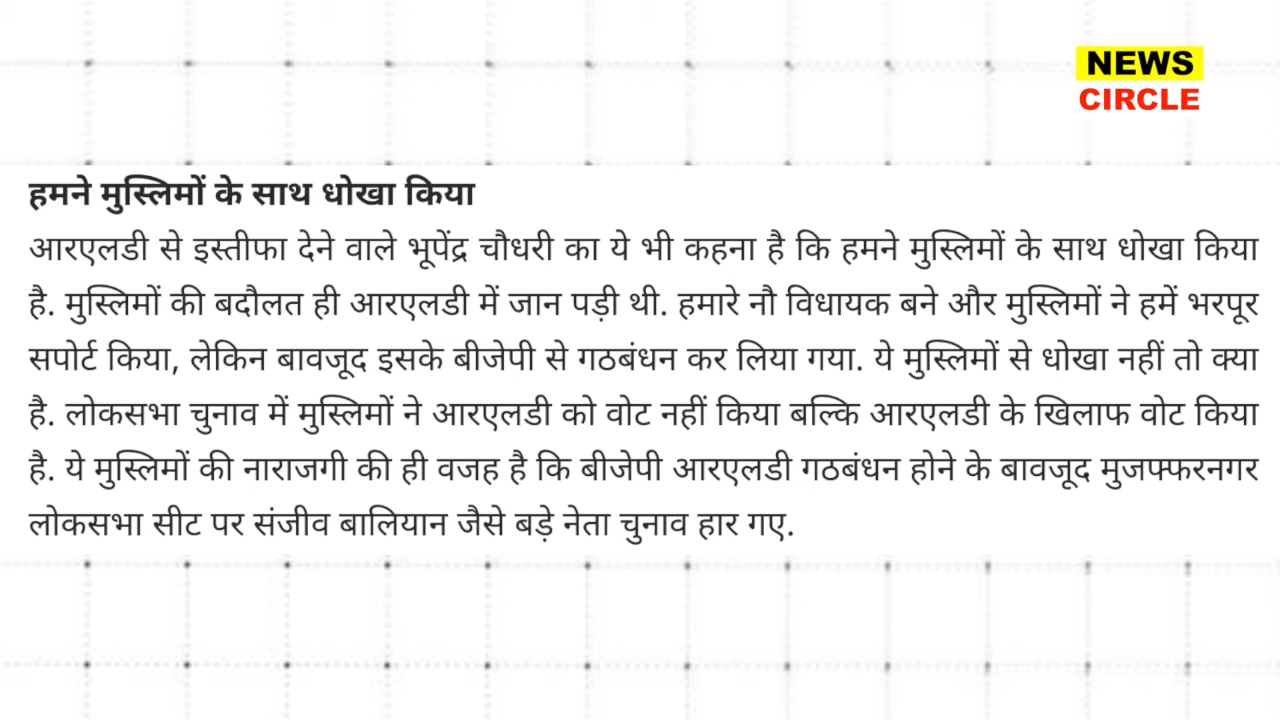 NEWS
CIRCLE
हमने मुस्लिमों के साथ धोखा किया
आरएलडी से इस्तीफा देने वाले भूपेंद्र चौधरी का ये भी कहना है कि हमने मुस्लिमों के साथ धोखा किया
है. मुस्लिमों की बदौलत ही आरएलडी में जान पड़ी थी. हमारे नौ विधायक बने और मुस्लिमों ने हमें भरपूर
सपोर्ट किया, लेकिन बावजूद इसके बीजेपी से गठबंधन कर लिया गया. ये मुस्लिमों से धोखा नहीं तो क्या
है. लोकसभा चुनाव में मुस्लिमों ने आरएलडी को वोट नहीं किया बल्कि आरएलडी के खिलाफ वोट किया
है. ये मुस्लिमों की नाराजगी की ही वजह है कि बीजेपी आरएलडी गठबंधन होने के बावजूद मुजफ्फरनगर
लोकसभा सीट पर संजीव बालियान जैसे बड़े नेता चुनाव हार गए.